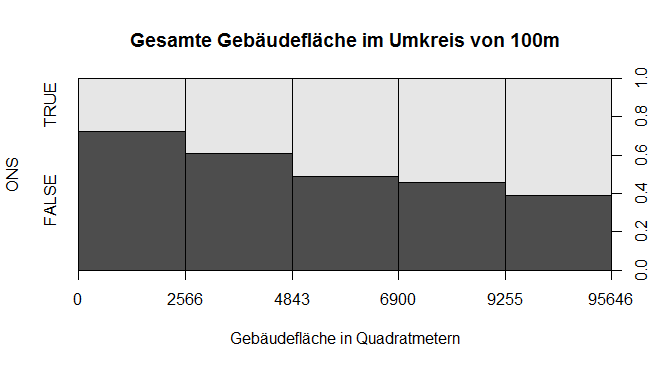 Gesamte Gebäudefläche im Umkreis von 100m
ONS
TRUE
FALSE
1.0
0.8
0.6
0.4
0.2
0.0
0 2566 4843 6900 9255 95646
Gebäudefläche in Quadratmetern